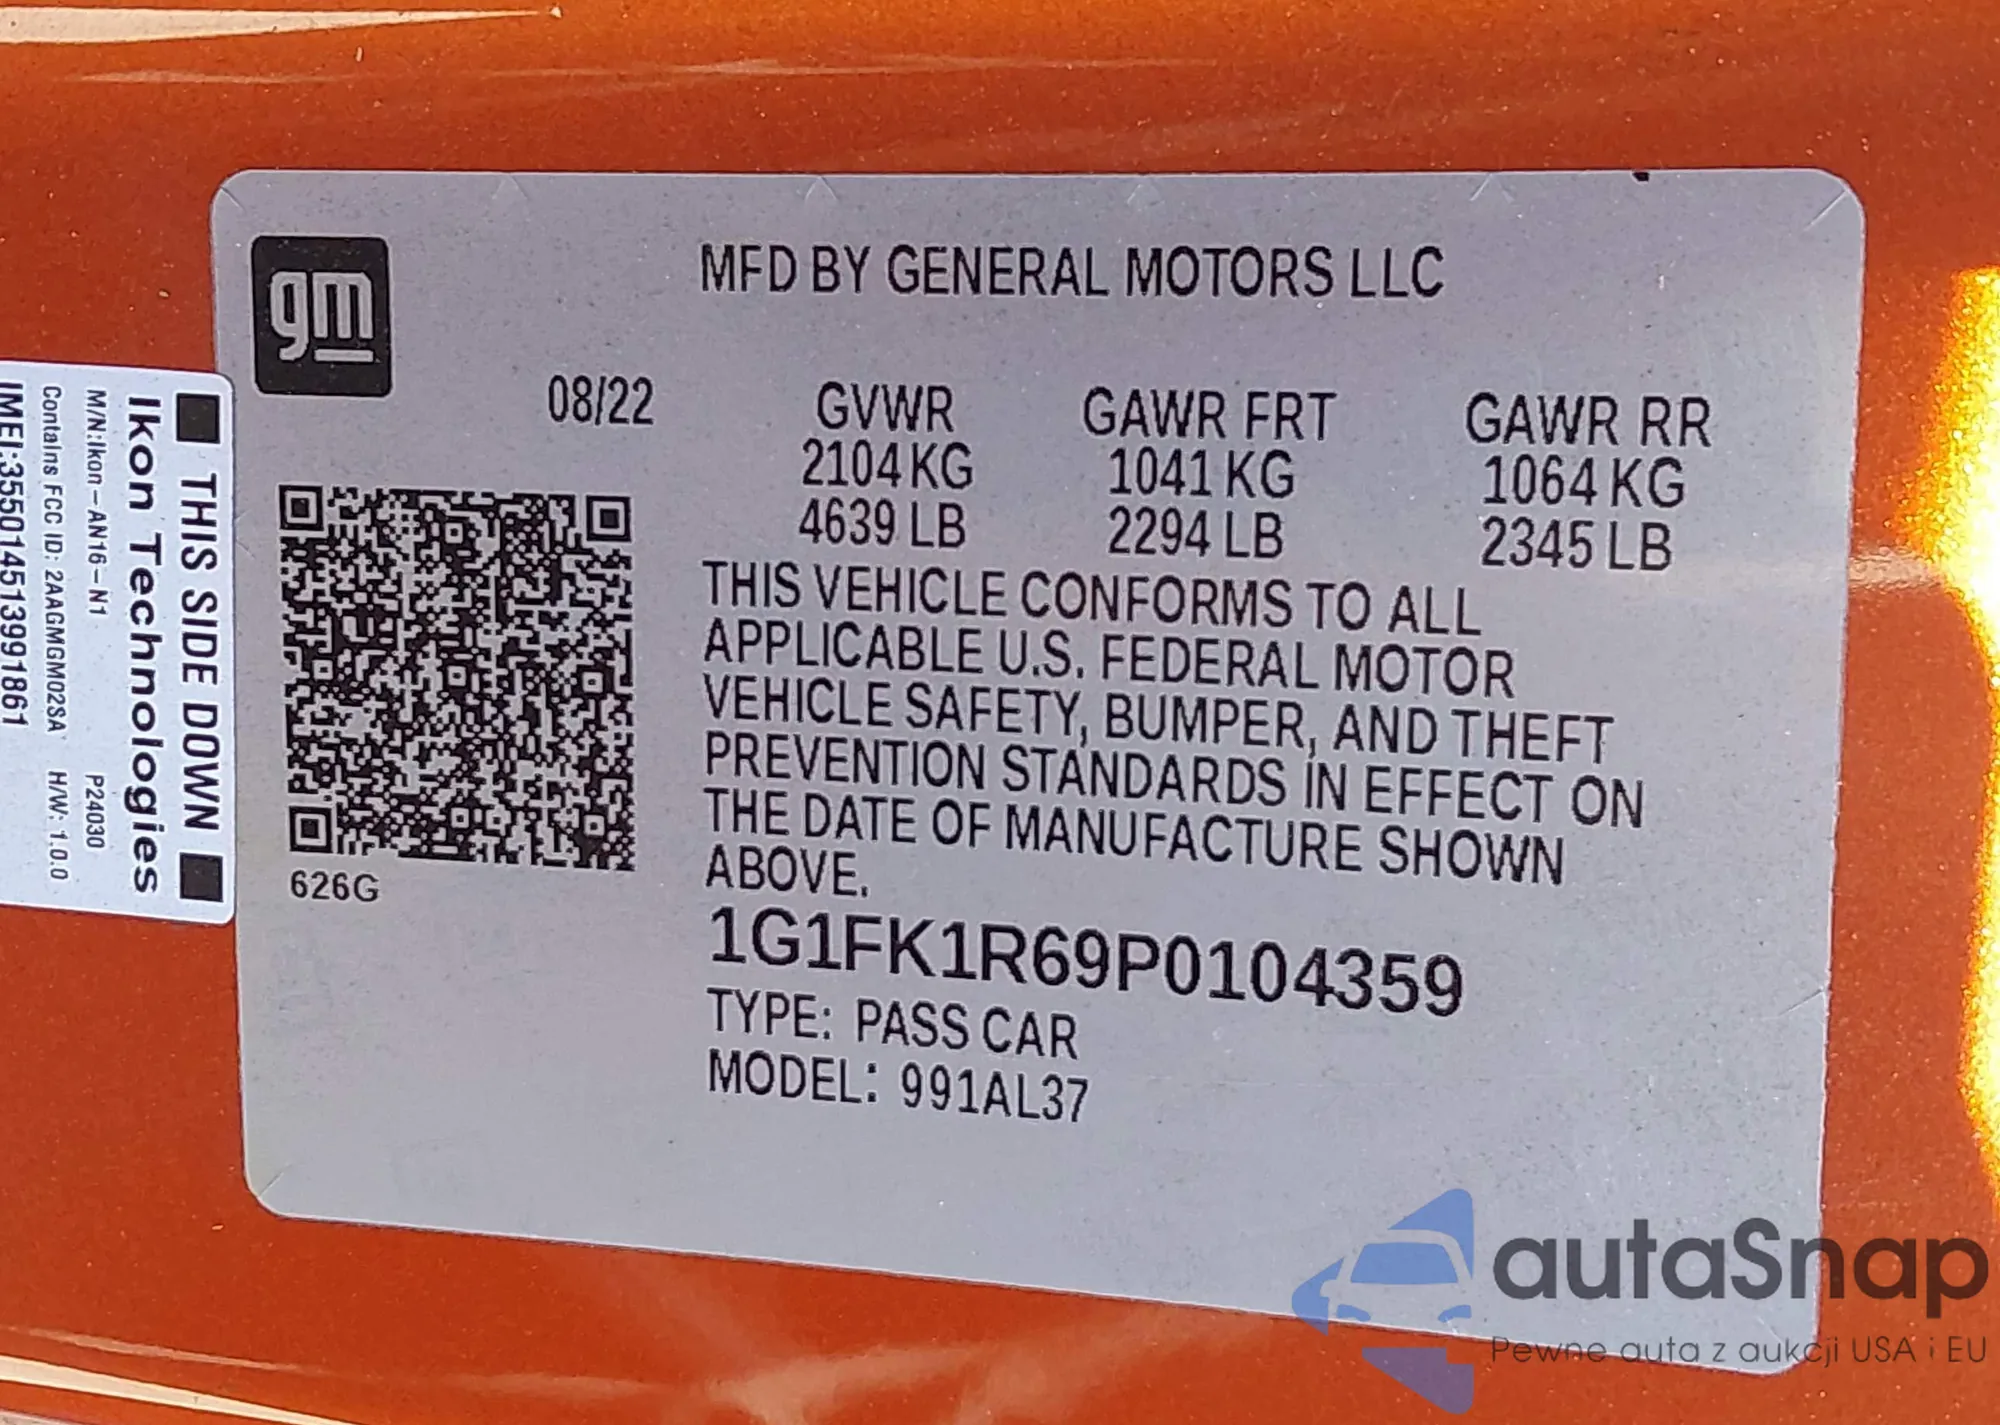 gm
MFD BY GENERAL MOTORS LLC
08/22
GVWR GAWR FRT GAWR RR
2104 KG 1041 KG 1064 KG
4639 LB 2294 LB 2345 LB
THIS VEHICLE CONFORMS TO ALL
APPLICABLE U.S. FEDERAL MOTOR
VEHICLE SAFETY, BUMPER, AND THEFT
PREVENTION STANDARDS IN EFFECT ON
THE DATE OF MANUFACTURE SHOWN
ABOVE.
1G1FK1R69P0104359
TYPE: PASS CAR
MODEL: 991AL37
626G
THIS SIDE DOWN
Ikon Technologies
M/N:Ikon-AN16-N1 P24030
Contains FCC ID: 2AAGMGM02SA H/W: 1.0.0
IMEI:355014513991861
autaSnap
Pewne auta z aukcji USA i EU